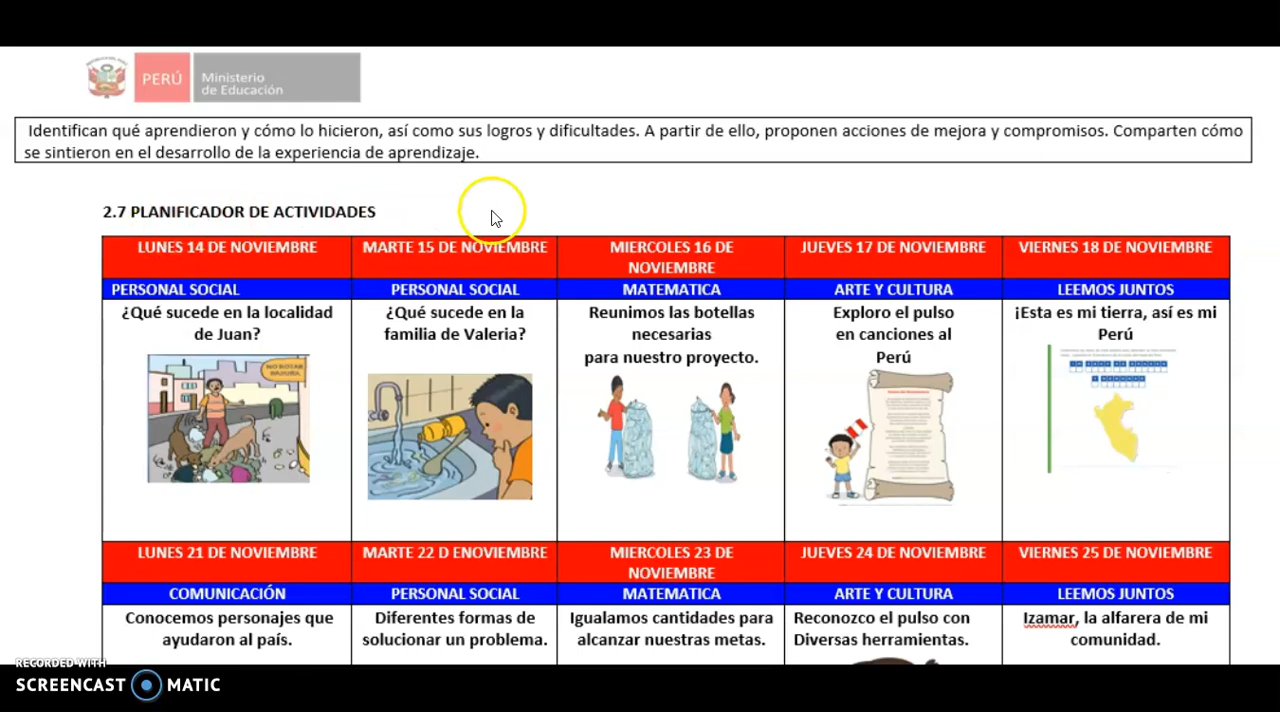 PERÚ
Ministerio
de Educación
Identifican qué aprendieron y cómo lo hicieron, así como sus logros y dificultades. A partir de ello, proponen acciones de mejora y compromisos. Comparten cómo
se sintieron en el desarrollo de la experiencia de aprendizaje.
2.7 PLANIFICADOR DE ACTIVIDADES
LUNES 14 DE NOVIEMBRE
MARTE 15 DE NOVIEMBRE
MIERCOLES 16 DE
NOVIEMBRE
JUEVES 17 DE NOVIEMBRE
VIERNES 18 DE NOVIEMBRE
PERSONAL SOCIAL
PERSONAL SOCIAL
MATEMATICA
ARTE Y CULTURA
LEEMOS JUNTOS
¿Qué sucede en la localidad
de Juan?
NO BOTAR
BASURA
¿Qué sucede en la
familia de Valeria?
Reunimos las botellas
necesarias
para nuestro proyecto.
Exploro el pulso
en canciones al
Perú
¡Esta es mi tierra, así es mi
Perú
LUNES 21 DE NOVIEMBRE
MARTE 22 D ENOVIEMBRE
MIERCOLES 23 DE
NOVIEMBRE
JUEVES 24 DE NOVIEMBRE
VIERNES 25 DE NOVIEMBRE
COMUNICACIÓN
PERSONAL SOCIAL
MATEMATICA
ARTE Y CULTURA
LEEMOS JUNTOS
Conocemos personajes que
ayudaron al país.
Diferentes formas de
solucionar un problema.
Igualamos cantidades para
alcanzar nuestras metas.
Reconozco el pulso con
Diversas herramientas.
Izamar, la alfarera de mi
comunidad.
RECORDED WITH
SCREENCAST MATIC